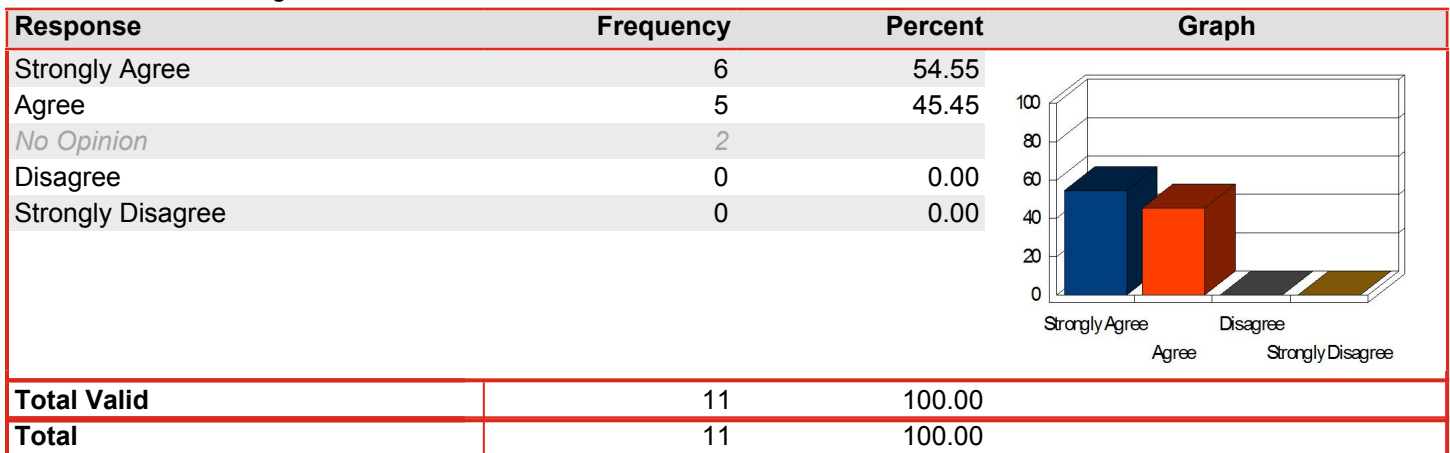 Response Frequency Percent Graph
Strongly Agree 6 54.55
Agree 5 45.45
No Opinion 2
Disagree 0 0.00
Strongly Disagree 0 0.00
100
80
60
40
20
0
Strongly Agree Disagree
Agree Strongly Disagree
Total Valid 11 100.00
Total 11 100.00